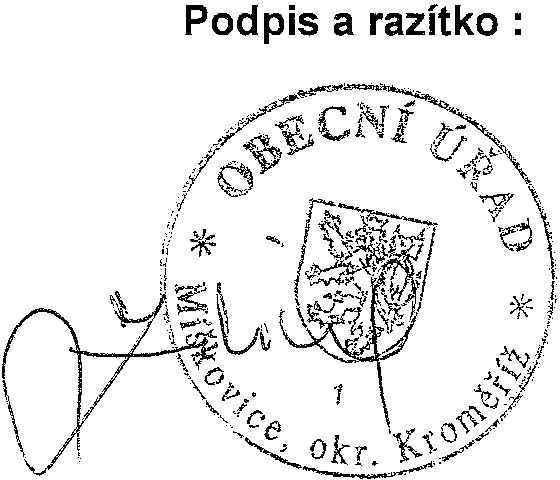 Podpis a razítko :
* OBECNÍ ÚŘAD *
Míškovice, okr. Kroměříž
1